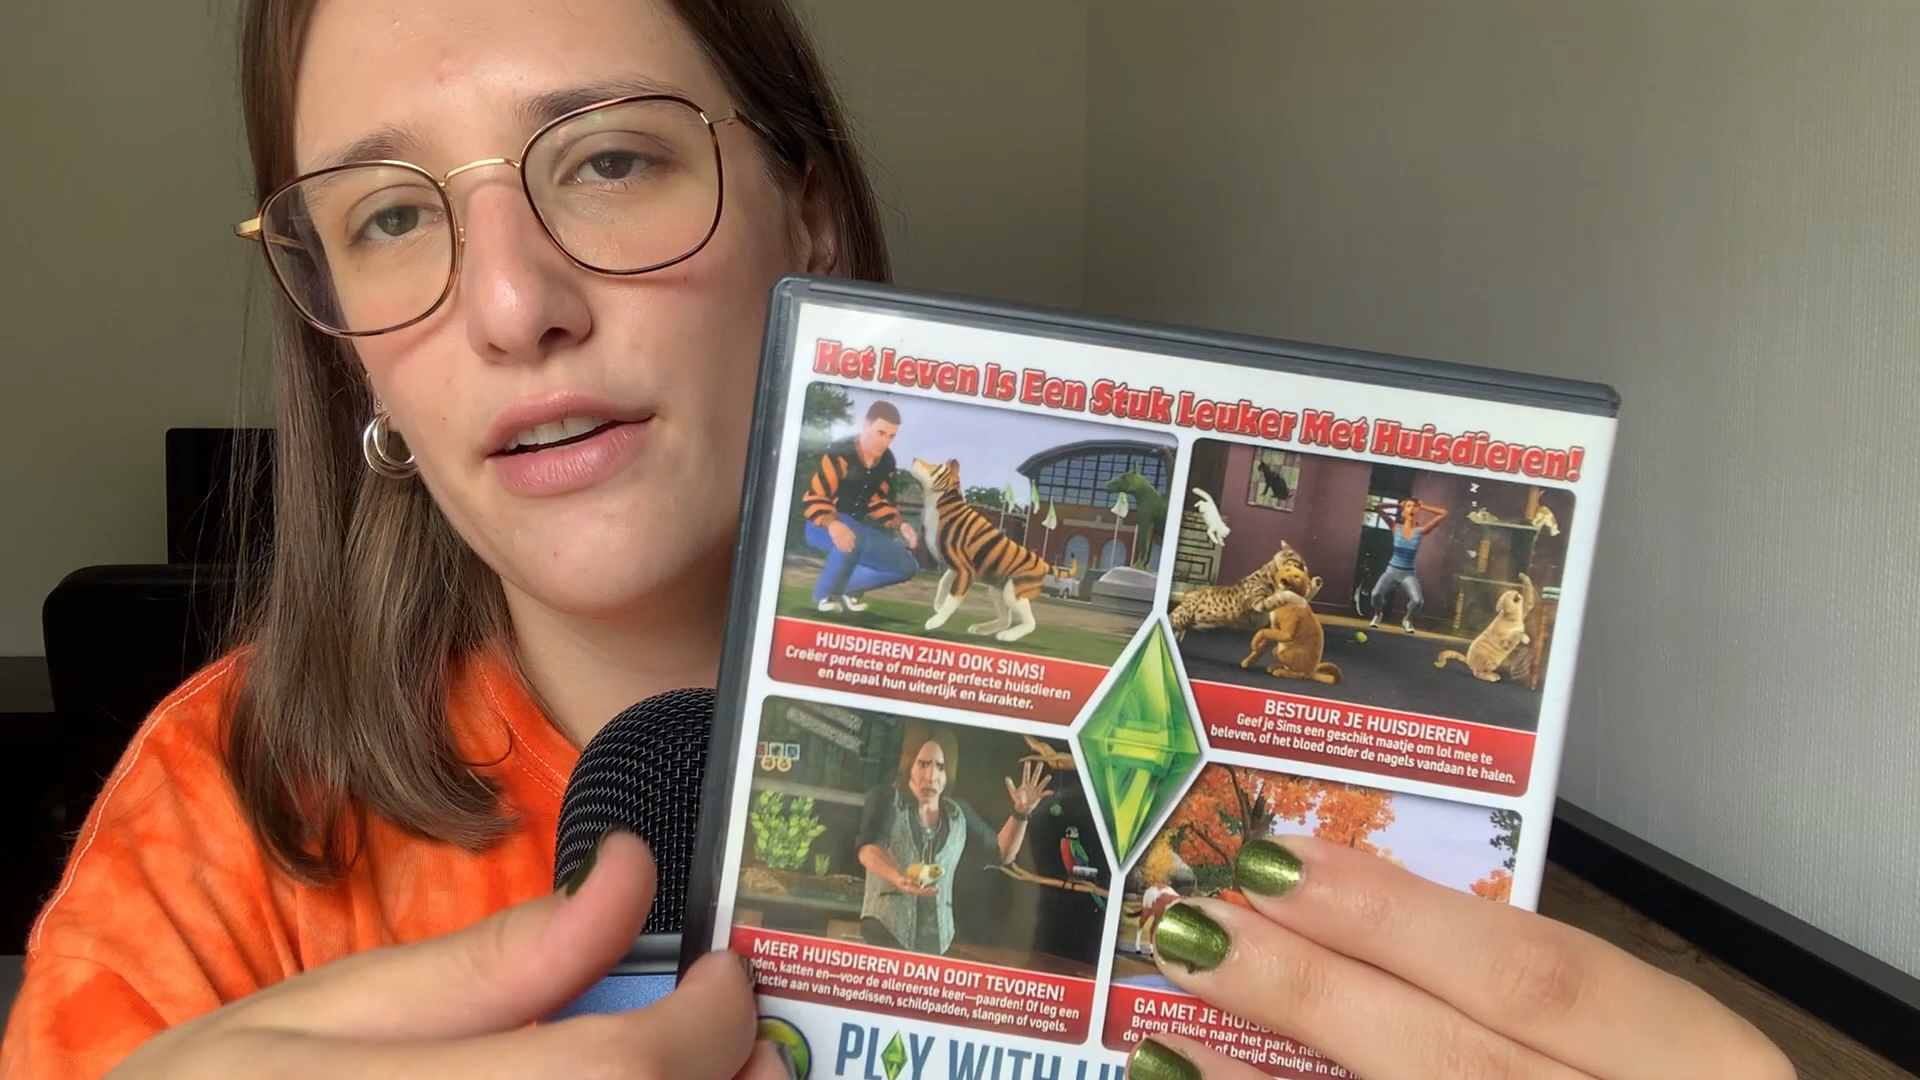 Het Leven Is Een Stuk Leuker Met Huisdieren!
HUISDIEREN ZIJN OOK SIMS!
Creëer perfecte of minder perfecte huisdieren
en bepaal hun uiterlijk en karakter.
BESTUUR JE HUISDIEREN
Geef je Sims een geschikt maatje om lol mee te
beleven, of het bloed onder de nagels vandaan te halen.
MEER HUISDIEREN DAN OOIT TEVOREN!
katten en—voor de allereerste keer—paarden! Of leg een
aan van hagedissen, schildpadden, slangen of vogels.
GA MET JE
Breng Fikkie naar het park,
of berijd Snuitje in de
PLAY WITH